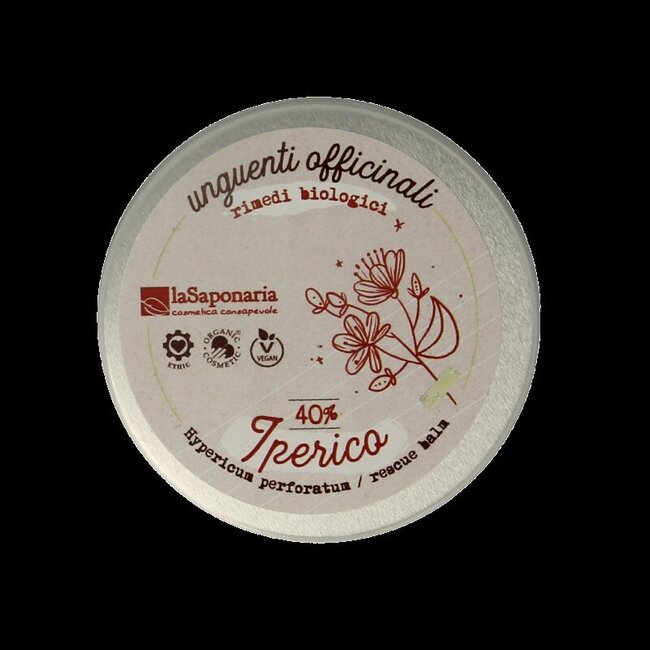 unguenti officinali
rimedi biologici
laSaponaria
cosmetica consapevole
ETHIC
ORGANIC
COSMETIC
VEGAN
40%
Iperico
Hypericum perforatum / rescue balm